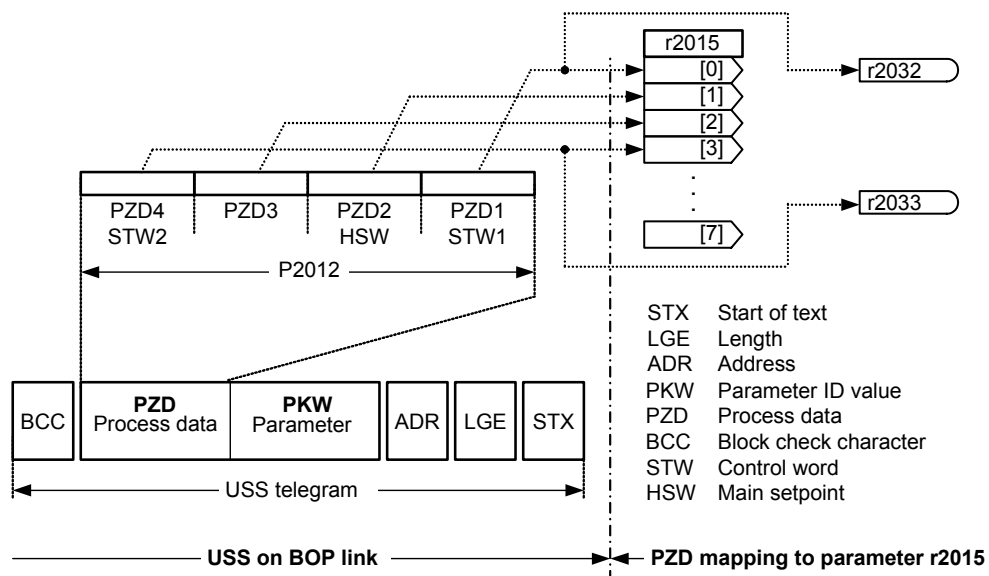 r2015
[0]
r2032
[1]
[2]
[3]
PZD4 PZD3 PZD2 PZD1
STW2 HSW STW1
r2033
[7]
P2012
STX Start of text
LGE Length
ADR Address
PKW Parameter ID value
PZD Process data
BCC Block check character
STW Control word
HSW Main setpoint
BCC PZD Process data PKW Parameter ADR LGE STX
USS telegram
USS on BOP link PZD mapping to parameter r2015